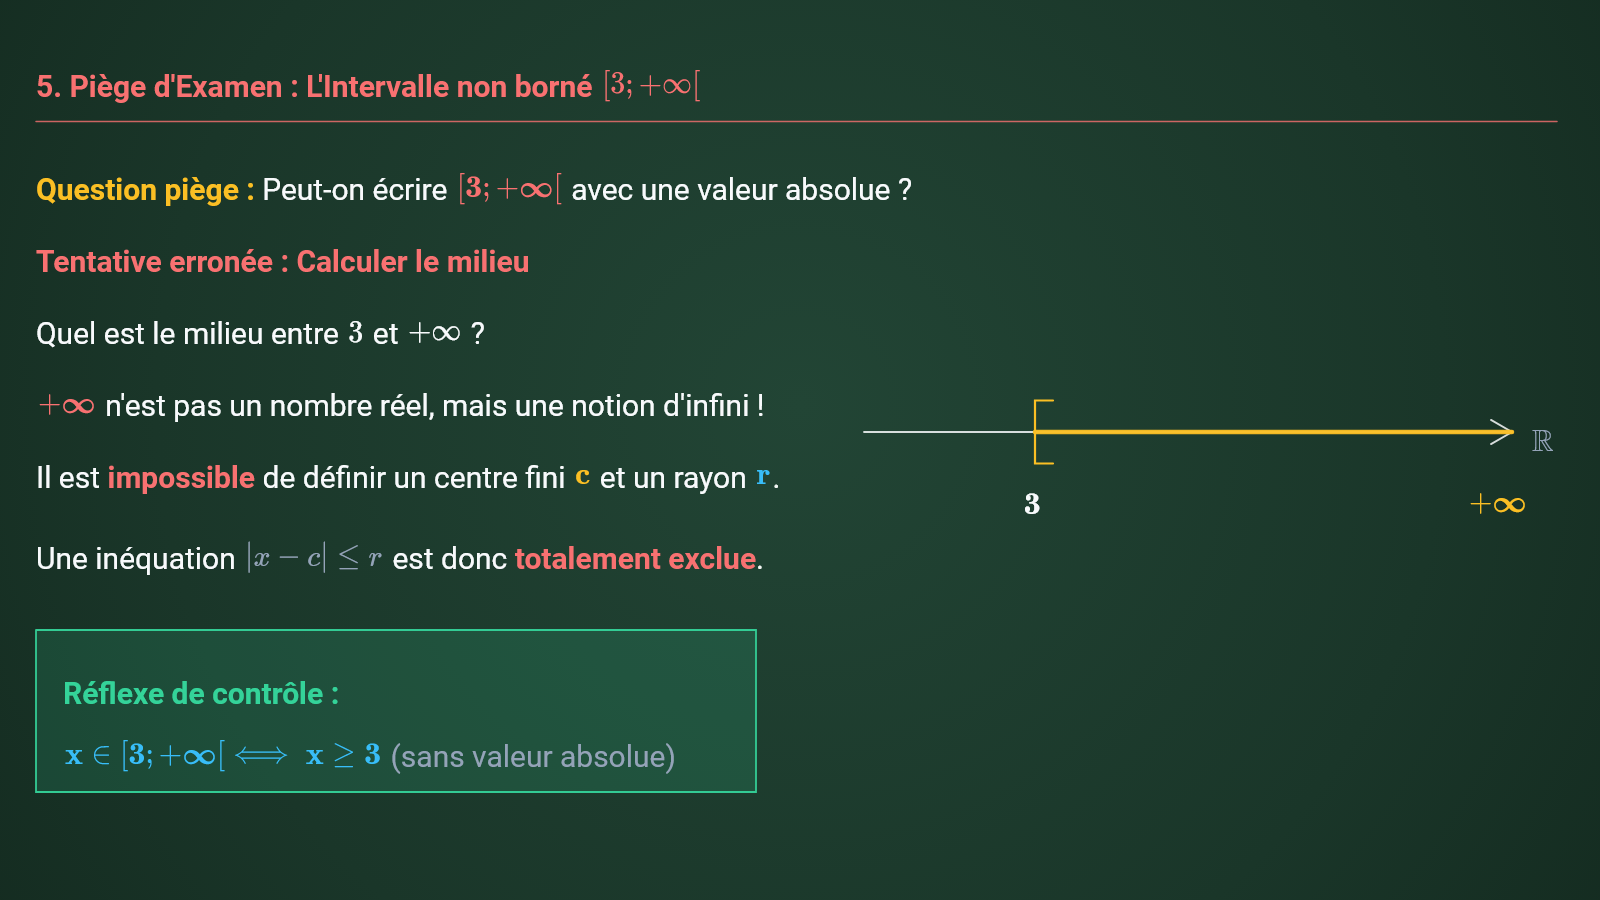 5. Piège d'Examen : L'Intervalle non borné [3; +∞[
Question piège : Peut-on écrire [3; +∞[ avec une valeur absolue ?
Tentative erronée : Calculer le milieu
Quel est le milieu entre 3 et +∞ ?
+∞ n'est pas un nombre réel, mais une notion d'infini !
Il est impossible de définir un centre fini c et un rayon r.
Une inéquation |x − c| ≤ r est donc totalement exclue.
ℝ
3
+∞
Réflexe de contrôle :
x ∈ [3; +∞[ ⟺ x ≥ 3 (sans valeur absolue)